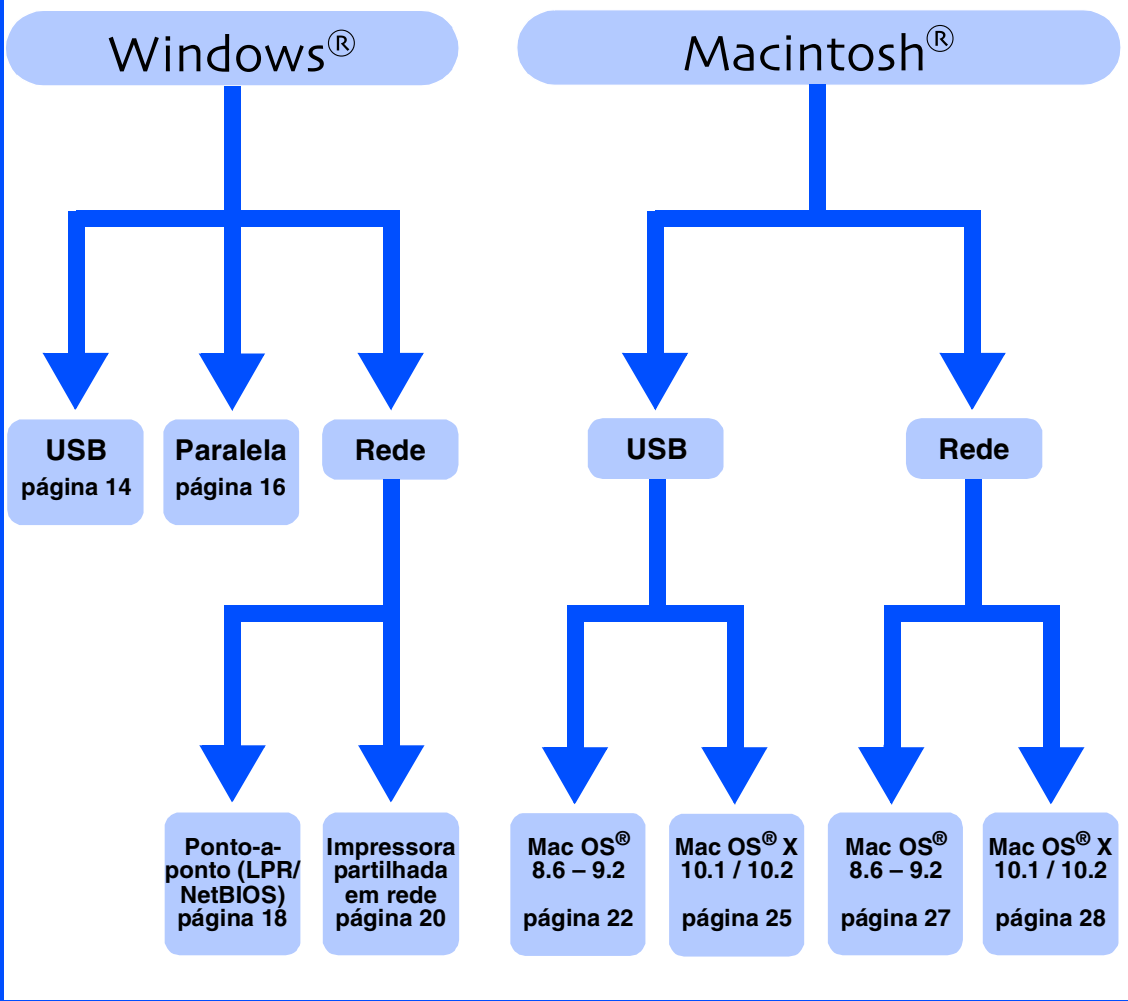 Windows®
Macintosh®
USB
página 14
Paralela
página 16
Rede
USB
Rede
Ponto-a-
ponto (LPR/
NetBIOS)
página 18
Impressora
partilhada
em rede
página 20
Mac OS®
8.6 – 9.2
página 22
Mac OS® X
10.1 / 10.2
página 25
Mac OS®
8.6 – 9.2
página 27
Mac OS® X
10.1 / 10.2
página 28